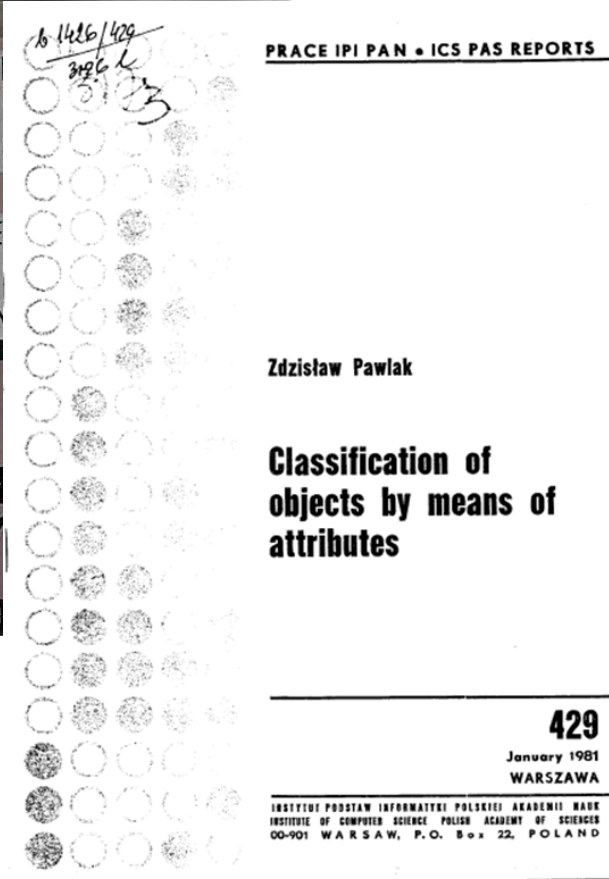 b 1426/429
PRACE IPI PAN • ICS PAS REPORTS
Zdzisław Pawlak
Classification of
objects by means of
attributes
429
January 1981
WARSZAWA
INSTYTUT PODSTAW INFORMATYKI POLSKIEJ AKADEMII NAUK
INSTITUTE OF COMPUTER SCIENCE POLISH ACADEMY OF SCIENCES
00-901 WARSAW, P.O. Box 22, POLAND